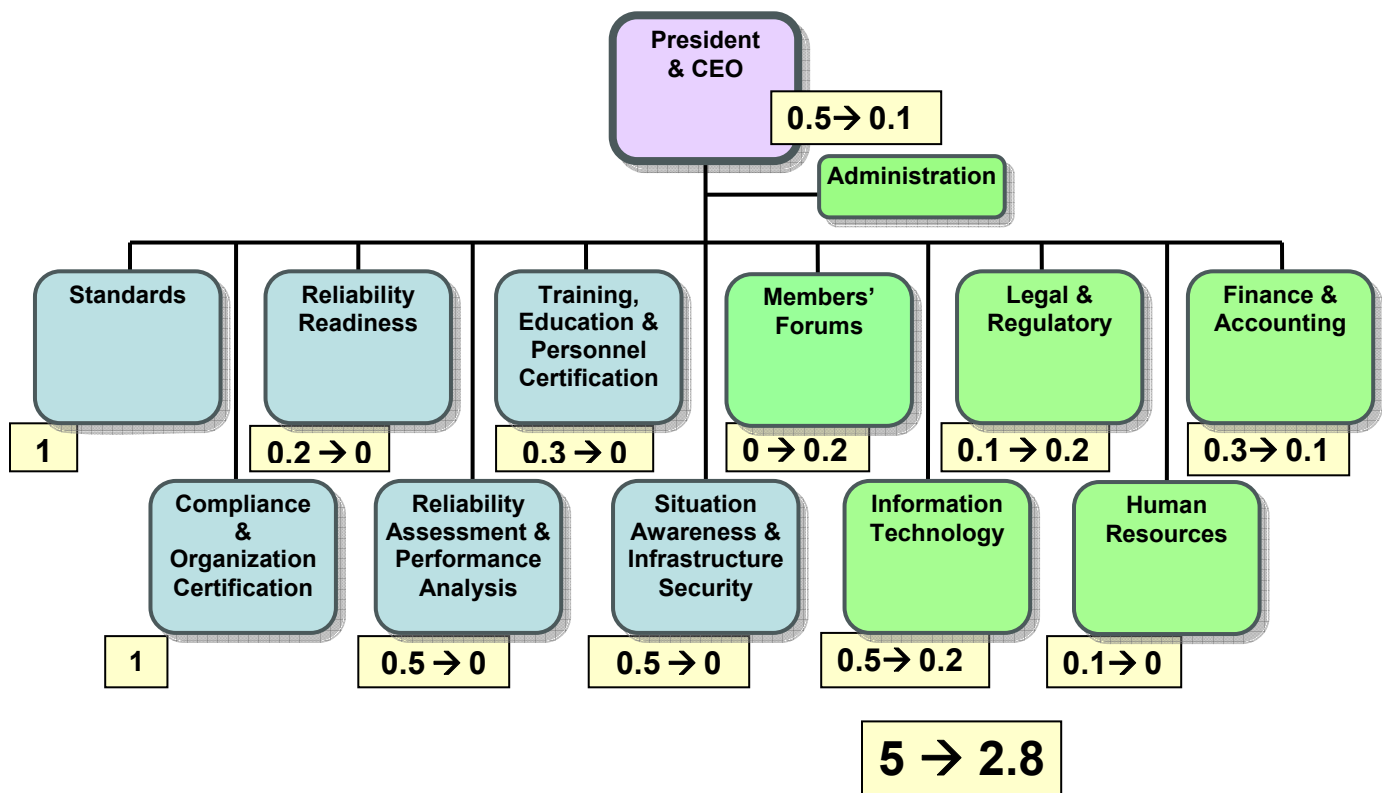 President
& CEO
0.5→ 0.1
Administration
Standards
1
Reliability
Readiness
0.2 → 0
Training,
Education &
Personnel
Certification
0.3 → 0
Members’
Forums
0 → 0.2
Legal &
Regulatory
0.1 → 0.2
Finance &
Accounting
0.3→ 0.1
Compliance
&
Organization
Certification
1
Reliability
Assessment &
Performance
Analysis
0.5 → 0
Situation
Awareness &
Infrastructure
Security
0.5 → 0
Information
Technology
0.5→ 0.2
Human
Resources
0.1→ 0
5 → 2.8